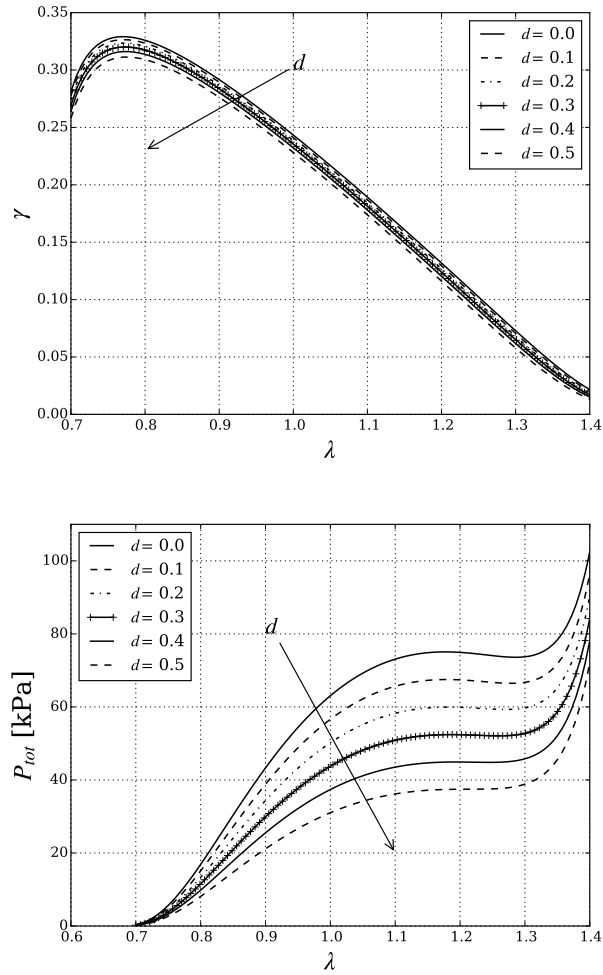 0.35
0.30
0.25
0.20
0.15
0.10
0.05
0.00
γ
d
d = 0.0
d = 0.1
d = 0.2
d = 0.3
d = 0.4
d = 0.5
0.7 0.8 0.9 1.0 1.1 1.2 1.3 1.4
λ
100
80
60
40
20
0
P_tot [kPa]
d = 0.0
d = 0.1
d = 0.2
d = 0.3
d = 0.4
d = 0.5
d
0.6 0.7 0.8 0.9 1.0 1.1 1.2 1.3 1.4
λ